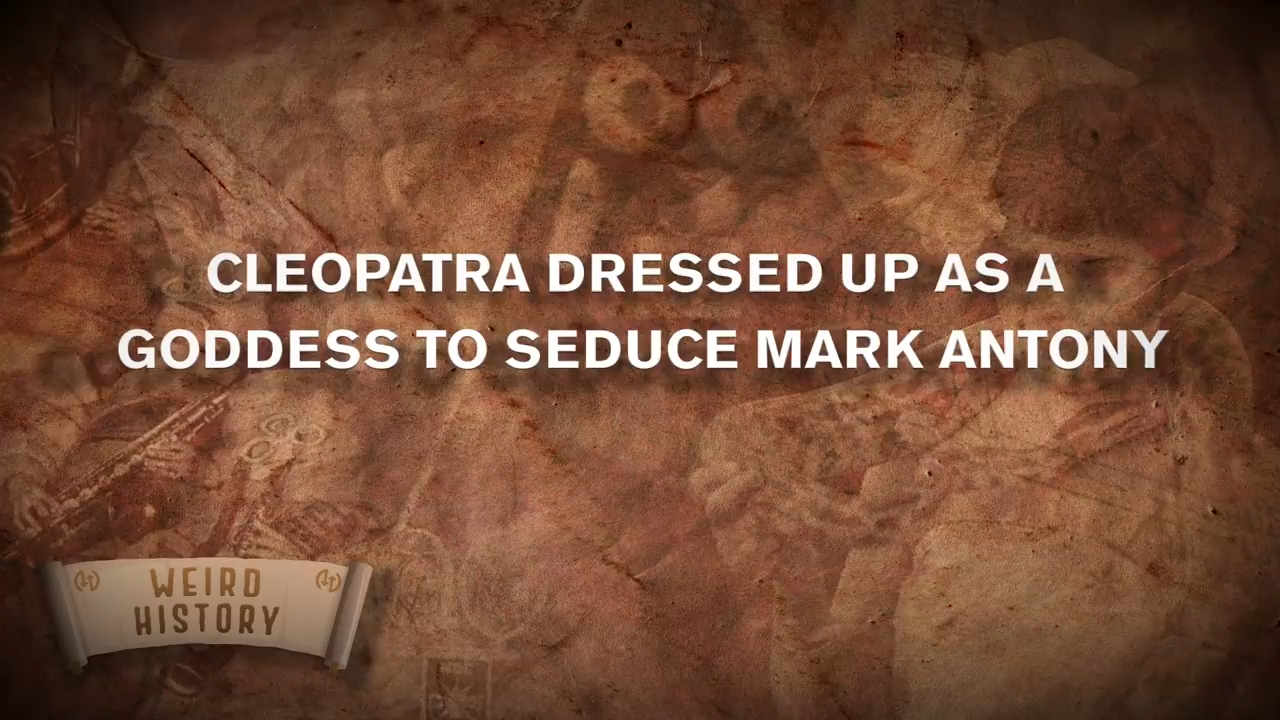 CLEOPATRA DRESSED UP AS A
GODDESS TO SEDUCE MARK ANTONY
WEIRD
HISTORY